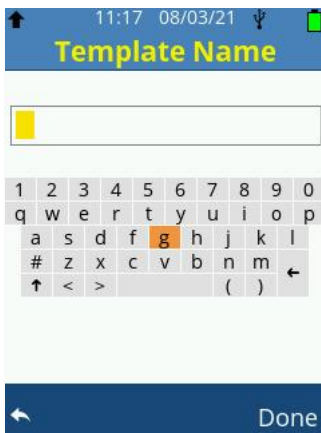 11:17 08/03/21
Template Name
1 2 3 4 5 6 7 8 9 0
q w e r t y u i o p
a s d f g h j k l
# z x c v b n m ←
↑ < > ( )
Done